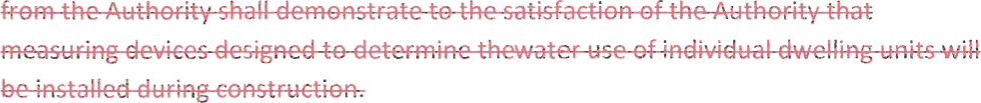 from the Authority shall demonstrate to the satisfaction of the Authority that
measuring devices designed to determine thewater use of individual dwelling units will
be installed during construction.